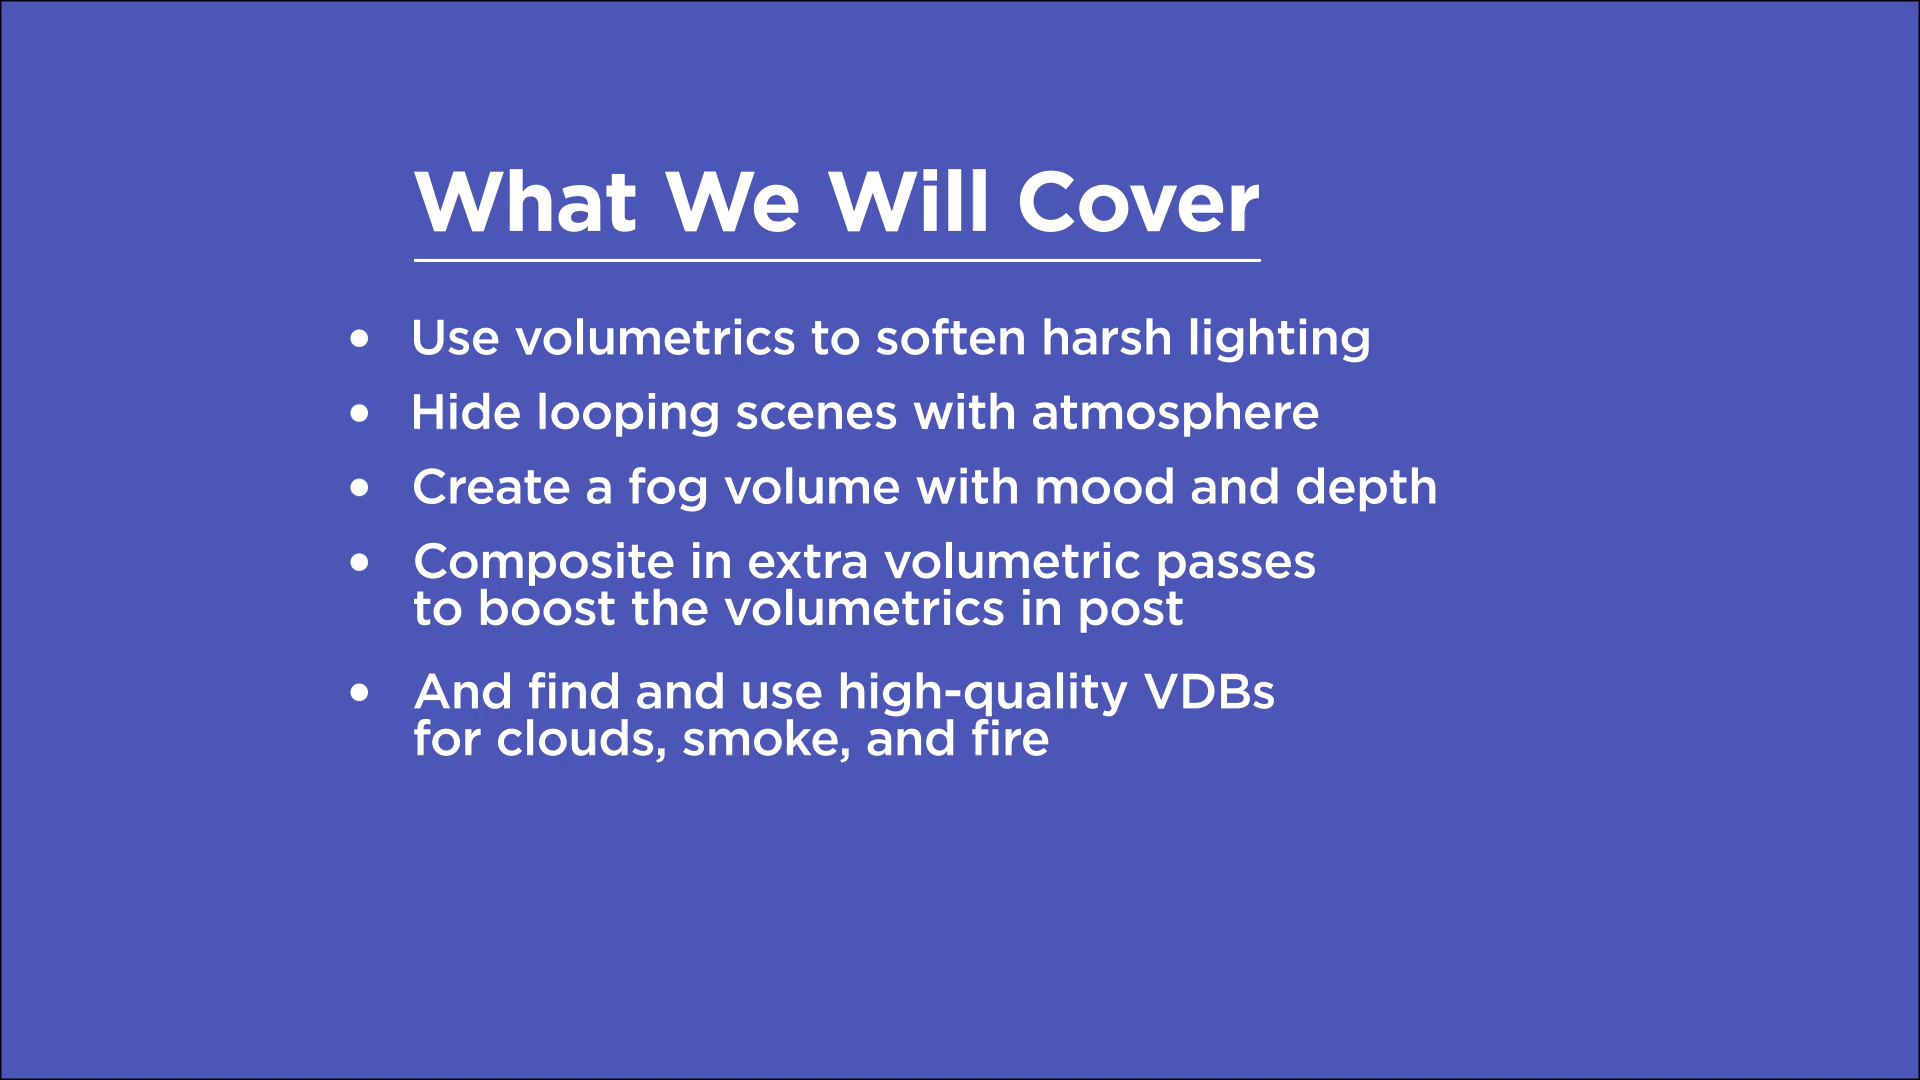 What We Will Cover
• Use volumetrics to soften harsh lighting
• Hide looping scenes with atmosphere
• Create a fog volume with mood and depth
• Composite in extra volumetric passes
to boost the volumetrics in post
• And find and use high-quality VDBs
for clouds, smoke, and fire